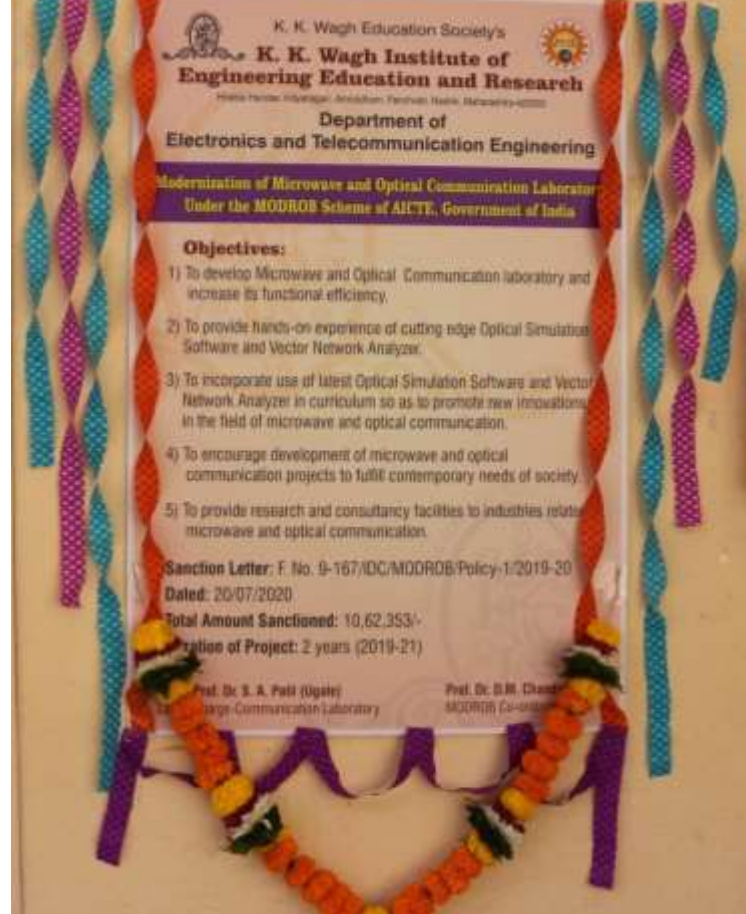 K. K. Wagh Education Society's
K. K. Wagh Institute of
Engineering Education and Research
Department of
Electronics and Telecommunication Engineering
Modernization of Microwave and Optical Communication Laborator
Under the MODROB Scheme of AICTE, Government of India
Objectives:
1) To develop Microwave and Optical Communication laboratory and
increase its functional efficiency.
2) To provide hands-on experience of cutting edge Optical Simulation
Software and Vector Network Analyzer.
3) To incorporate use of latest Optical Simulation Software and Vector
Network Analyzer in curriculum so as to promote new innovations
in the field of microwave and optical communication.
4) To encourage development of microwave and optical
communication projects to fulfill contemporary needs of society.
5) To provide research and consultancy facilities to industries relate
microwave and optical communication.
Sanction Letter: F. No. 9-167/IDC/MODROB/Policy-1/2019-20
Dated: 20/07/2020
Total Amount Sanctioned: 10,62,353/-
ration of Project: 2 years (2019-21)
Prof. Dr. S. A. Patil (Ugale) Prof. Dr. D.M. Chand
arge-Communication Laboratory MODROB Co-ordin